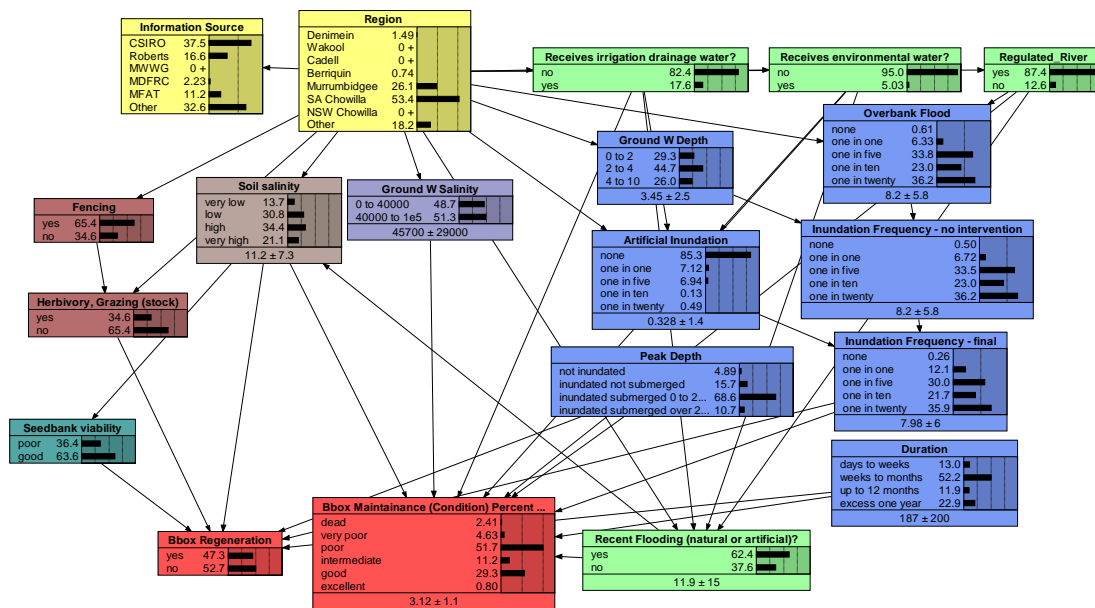 Information Source
CSIRO 37.5
Roberts 16.6
MWWG 0 +
MDFRC 2.23
MFAT 11.2
Other 32.6
Region
Denimein 1.49
Wakool 0 +
Cadell 0 +
Berriquin 0.74
Murrumbidgee 26.1
SA Chowilla 53.4
NSW Chowilla 0 +
Other 18.2
Receives irrigation drainage water?
no 82.4
yes 17.6
Receives environmental water?
no 95.0
yes 5.03
Regulated_River
yes 87.4
no 12.6
Overbank Flood
none 0.61
one in one 6.33
one in five 33.8
one in ten 23.0
one in twenty 36.2
8.2 ± 5.8
Ground W Depth
0 to 2 29.3
2 to 4 44.7
4 to 10 26.0
3.45 ± 2.5
Soil salinity
very low 13.7
low 30.8
high 34.4
very high 21.1
11.2 ± 7.3
Ground W Salinity
0 to 40000 48.7
40000 to 1e5 51.3
45700 ± 29000
Fencing
yes 65.4
no 34.6
Artificial Inundation
none 85.3
one in one 7.12
one in five 6.94
one in ten 0.13
one in twenty 0.49
0.328 ± 1.4
Inundation Frequency - no intervention
none 0.50
one in one 6.72
one in five 33.5
one in ten 23.0
one in twenty 36.2
8.2 ± 5.8
Herbivory, Grazing (stock)
yes 34.6
no 65.4
Inundation Frequency - final
none 0.26
one in one 12.1
one in five 30.0
one in ten 21.7
one in twenty 35.9
7.98 ± 6
Peak Depth
not inundated 4.89
inundated not submerged 15.7
inundated submerged 0 to 2... 68.6
inundated submerged over 2... 10.7
Seedbank viability
poor 36.4
good 63.6
Duration
days to weeks 13.0
weeks to months 52.2
up to 12 months 11.9
excess one year 22.9
187 ± 200
Bbox Maintainance (Condition) Percent ...
dead 2.41
very poor 4.63
poor 51.7
intermediate 11.2
good 29.3
excellent 0.80
3.12 ± 1.1
Bbox Regeneration
yes 47.3
no 52.7
Recent Flooding (natural or artificial)?
yes 62.4
no 37.6
11.9 ± 15